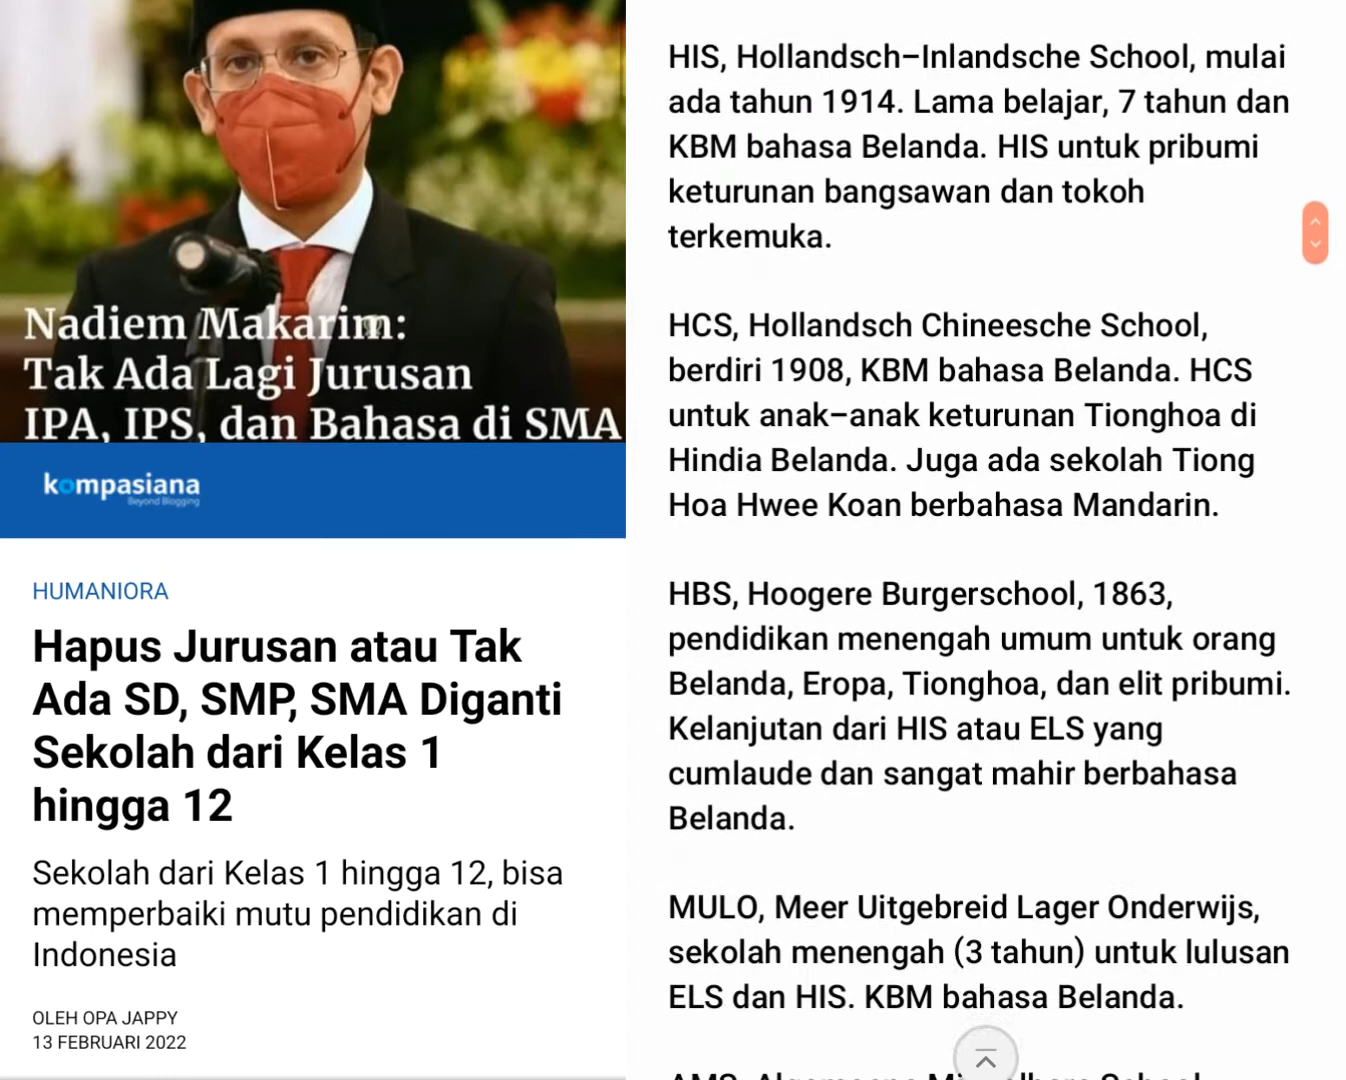 Nadiem Makarim:
Tak Ada Lagi Jurusan
IPA, IPS, dan Bahasa di SMA
kompasiana
Beyond Blogging
HUMANIORA
Hapus Jurusan atau Tak
Ada SD, SMP, SMA Diganti
Sekolah dari Kelas 1
hingga 12
Sekolah dari Kelas 1 hingga 12, bisa
memperbaiki mutu pendidikan di
Indonesia
OLEH OPA JAPPY
13 FEBRUARI 2022
HIS, Hollandsch–Inlandsche School, mulai
ada tahun 1914. Lama belajar, 7 tahun dan
KBM bahasa Belanda. HIS untuk pribumi
keturunan bangsawan dan tokoh
terkemuka.
HCS, Hollandsch Chineesche School,
berdiri 1908, KBM bahasa Belanda. HCS
untuk anak–anak keturunan Tionghoa di
Hindia Belanda. Juga ada sekolah Tiong
Hoa Hwee Koan berbahasa Mandarin.
HBS, Hoogere Burgerschool, 1863,
pendidikan menengah umum untuk orang
Belanda, Eropa, Tionghoa, dan elit pribumi.
Kelanjutan dari HIS atau ELS yang
cumlaude dan sangat mahir berbahasa
Belanda.
MULO, Meer Uitgebreid Lager Onderwijs,
sekolah menengah (3 tahun) untuk lulusan
ELS dan HIS. KBM bahasa Belanda.